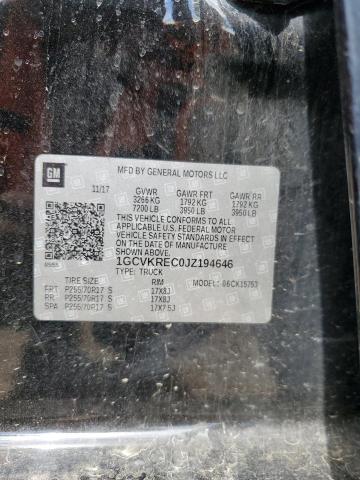 GM
MFD BY GENERAL MOTORS LLC
11/17 GVWR GAWR FRT GAWR RR
3266 KG 1792 KG 1792 KG
7200 LB 3950 LB 3950 LB
THIS VEHICLE CONFORMS TO ALL
APPLICABLE U.S. FEDERAL MOTOR
VEHICLE SAFETY STANDARDS IN
EFFECT ON THE DATE OF
MANUFACTURE SHOWN ABOVE.
1GCVKREC0JZ194646
TYPE: TRUCK
TIRE SIZE RIM MODEL: 06CK15753
FRT P255/70R17 S 17X8J
RR P255/70R17 S 17X8J
SPA P255/70R17 S 17X7.5J